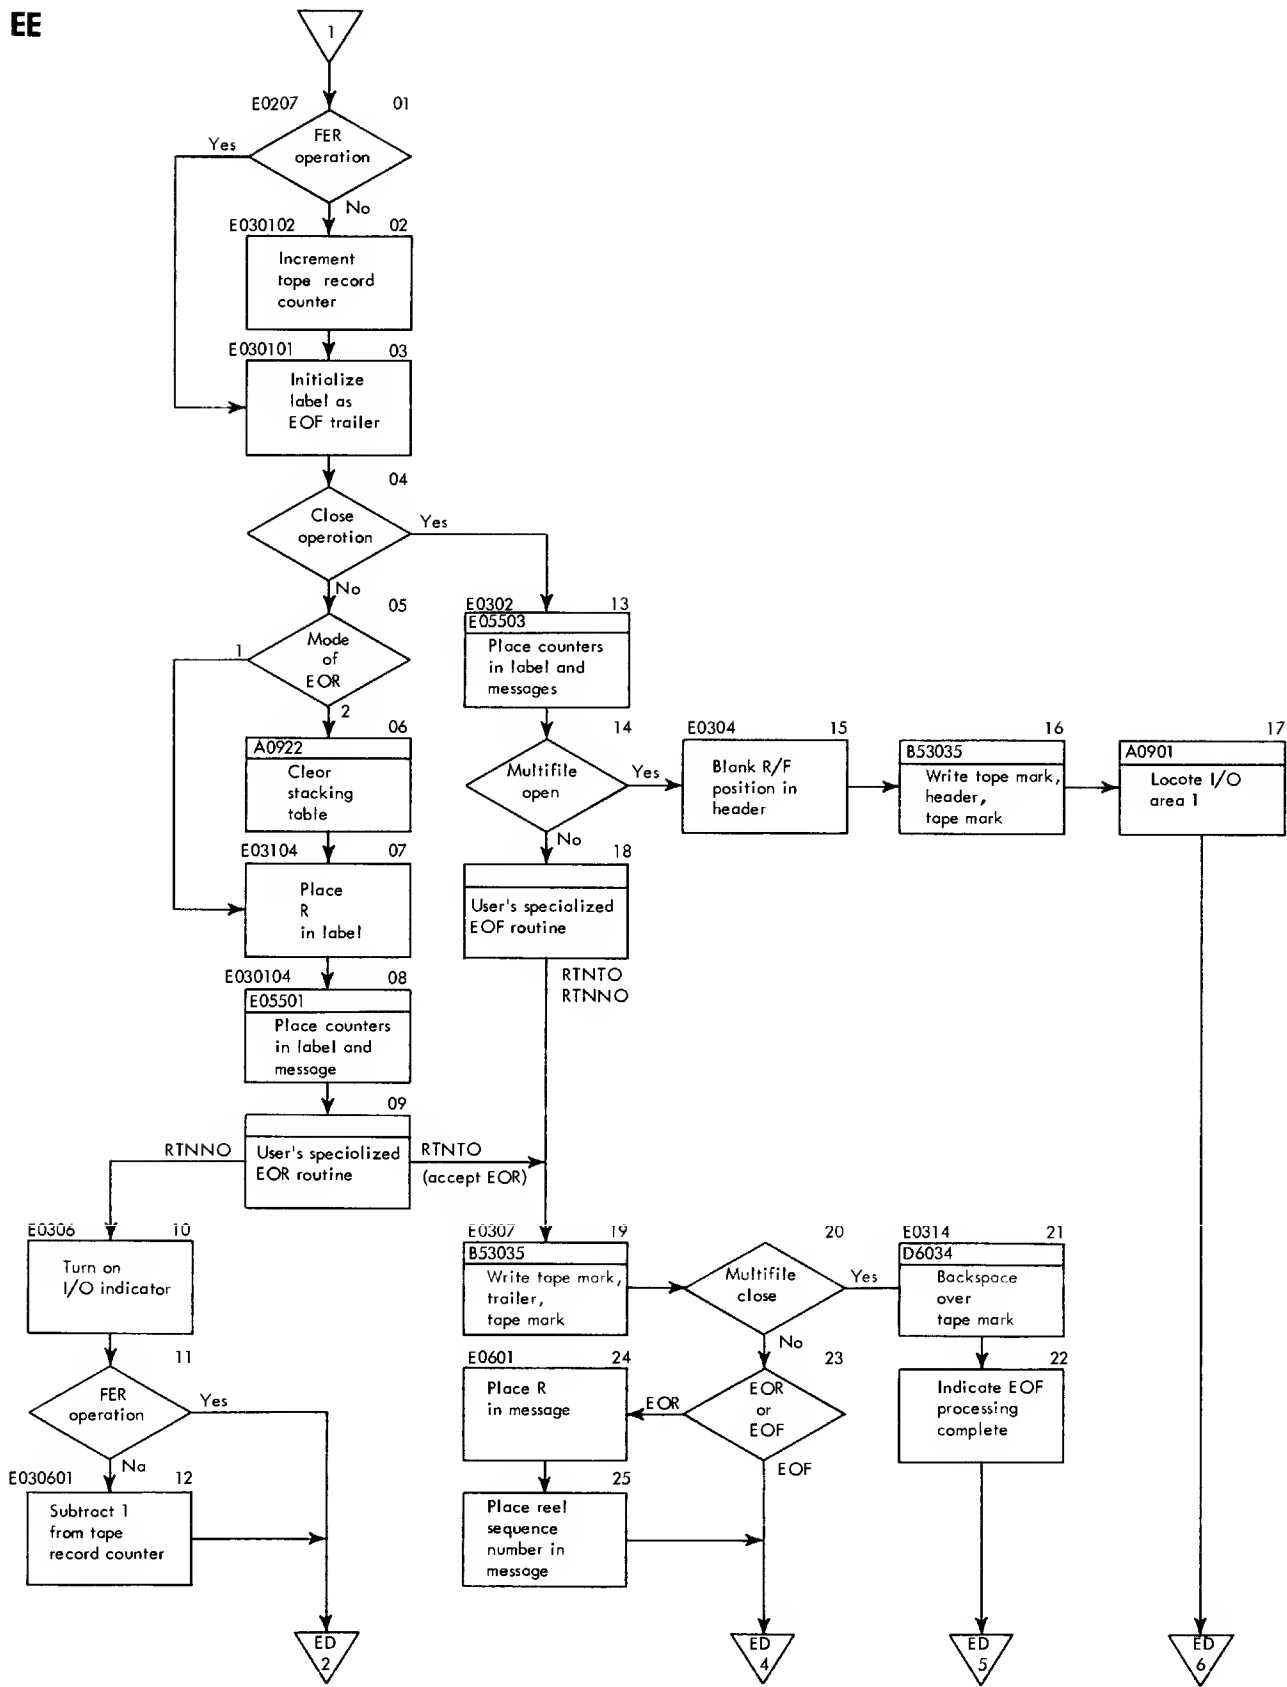 EE
1
E0207 01
FER
operation
Yes
No
E030102 02
Increment
tape record
counter
E030101 03
Initialize
label as
EOF trailer
04
Close
operation
Yes
No
05
Mode
of
EOR
1
2
06
A0922
Clear
stacking
table
E03104 07
Place
R
in label
E030104 08
E05501
Place counters
in label and
message
09
User's specialized
EOR routine
RTNNO
RTNTO
(accept EOR)
E0306 10
Turn on
I/O indicator
11
FER
operation
Yes
No
E030601 12
Subtract 1
from tape
record counter
ED
2
E0302 13
E05503
Place counters
in label and
messages
14
Multifile
open
Yes
No
E0304 15
Blank R/F
position in
header
16
B53035
Write tape mark,
header,
tape mark
17
A0901
Locate I/O
area 1
18
User's specialized
EOF routine
RTNTO
RTNNO
E0307 19
B53035
Write tape mark,
trailer,
tape mark
20
Multifile
close
Yes
No
E0314 21
D6034
Backspace
over
tape mark
22
Indicate EOF
processing
complete
23
EOR
or
EOF
EOR
EOF
E0601 24
Place R
in message
25
Place reel
sequence
number in
message
ED
4
ED
5
ED
6